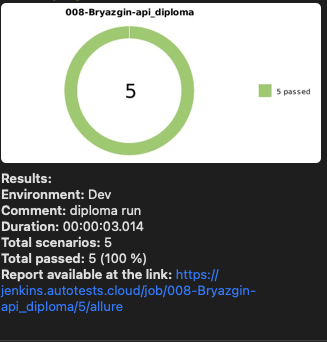 008-Bryazgin-api_diploma
5
5 passed
Results:
Environment: Dev
Comment: diploma run
Duration: 00:00:03.014
Total scenarios: 5
Total passed: 5 (100 %)
Report available at the link: https://
jenkins.autotests.cloud/job/008-Bryazgin-
api_diploma/5/allure